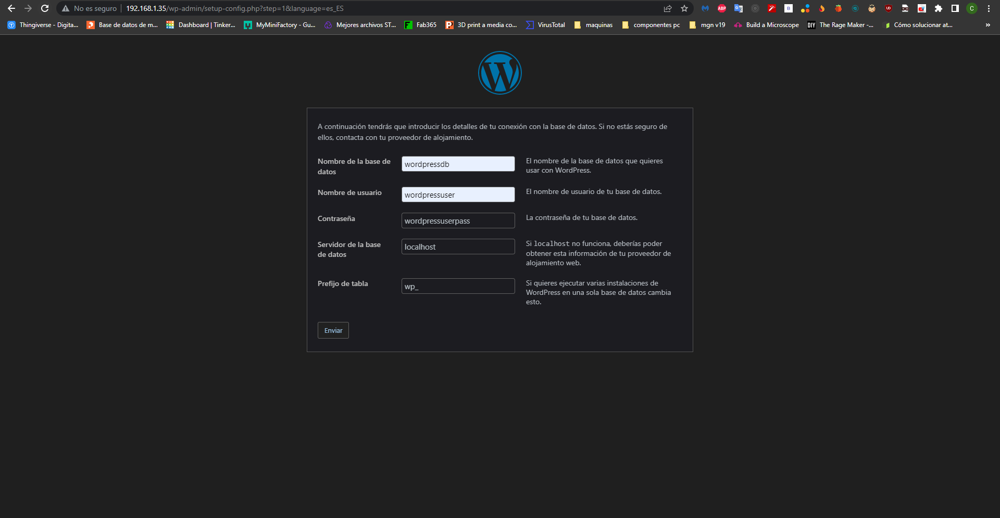 No es seguro 192.168.1.35/wp-admin/setup-config.php?step=1&language=es_ES
Thingiverse - Digita... Base de datos de m... Dashboard | Tinker... MyMiniFactory - Gu... Mejores archivos ST... Fab365 3D print a media co... VirusTotal maquinas componentes pc mgn v19 Build a Microscope DIY The Rage Maker -... Cómo solucionar at... »
A continuación tendrás que introducir los detalles de tu conexión con la base de datos. Si no estás seguro de
ellos, contacta con tu proveedor de alojamiento.
Nombre de la base de
datos
wordpressdb
El nombre de la base de datos que quieres
usar con WordPress.
Nombre de usuario
wordpressuser
El nombre de usuario de tu base de datos.
Contraseña
wordpressuserpass
La contraseña de tu base de datos.
Servidor de la base
de datos
localhost
Si localhost no funciona, deberías poder
obtener esta información de tu proveedor de
alojamiento web.
Prefijo de tabla
wp_
Si quieres ejecutar varias instalaciones de
WordPress en una sola base de datos cambia
esto.
Enviar